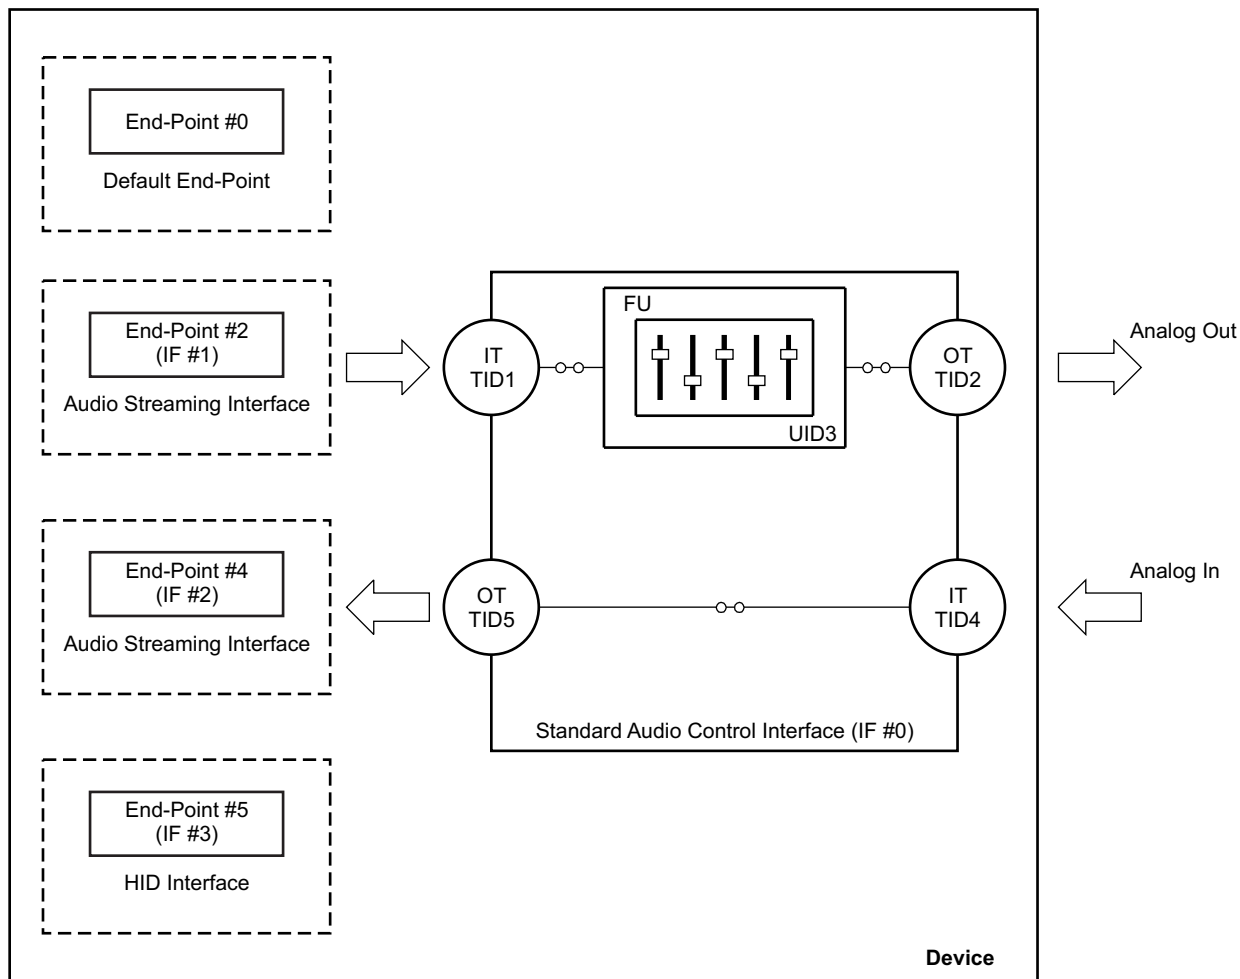 End-Point #0
Default End-Point
End-Point #2
(IF #1)
Audio Streaming Interface
IT
TID1
FU
UID3
OT
TID2
Analog Out
End-Point #4
(IF #2)
Audio Streaming Interface
OT
TID5
IT
TID4
Analog In
Standard Audio Control Interface (IF #0)
End-Point #5
(IF #3)
HID Interface
Device